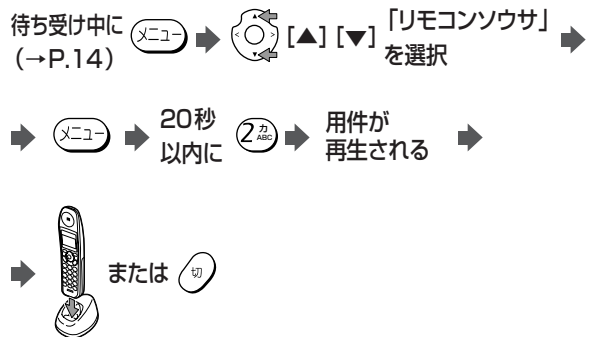 待ち受け中に
(→P.14)
メニュー
[▲] [▼]
「リモコンソウサ」
を選択
メニュー
20秒
以内に
2 カ ABC
用件が
再生される
または
切